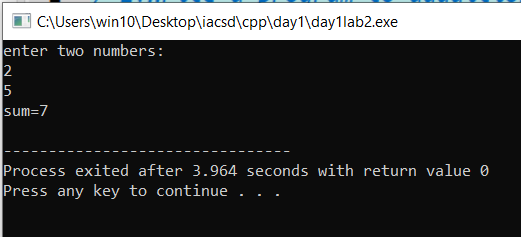 C:\Users\win10\Desktop\iacsd\cpp\day1\day1lab2.exe
enter two numbers:
2
5
sum=7
--------------------------------
Process exited after 3.964 seconds with return value 0
Press any key to continue . . .